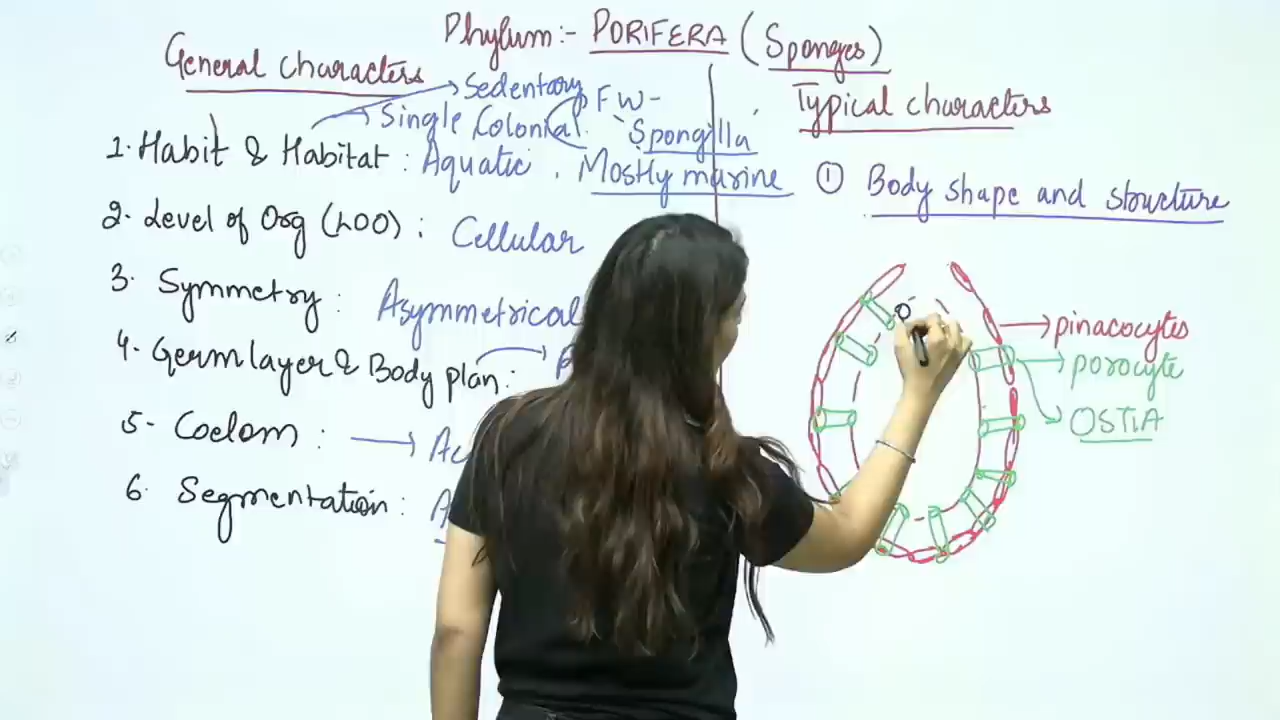 Phylum:- PORIFERA (Sponges)
General characters
Sedentary
Single Colonial.
FW-
'Spongilla'
1. Habit & Habitat : Aquatic . Mostly marine
2. Level of Org (LOO) : Cellular
3. Symmetry : Asymmetrical
4. Germ layer & Body plan :
5- Coelom :
6. Segmentation :
Typical characters
① Body shape and structure
pinacocytes
porocyte
OSTIA